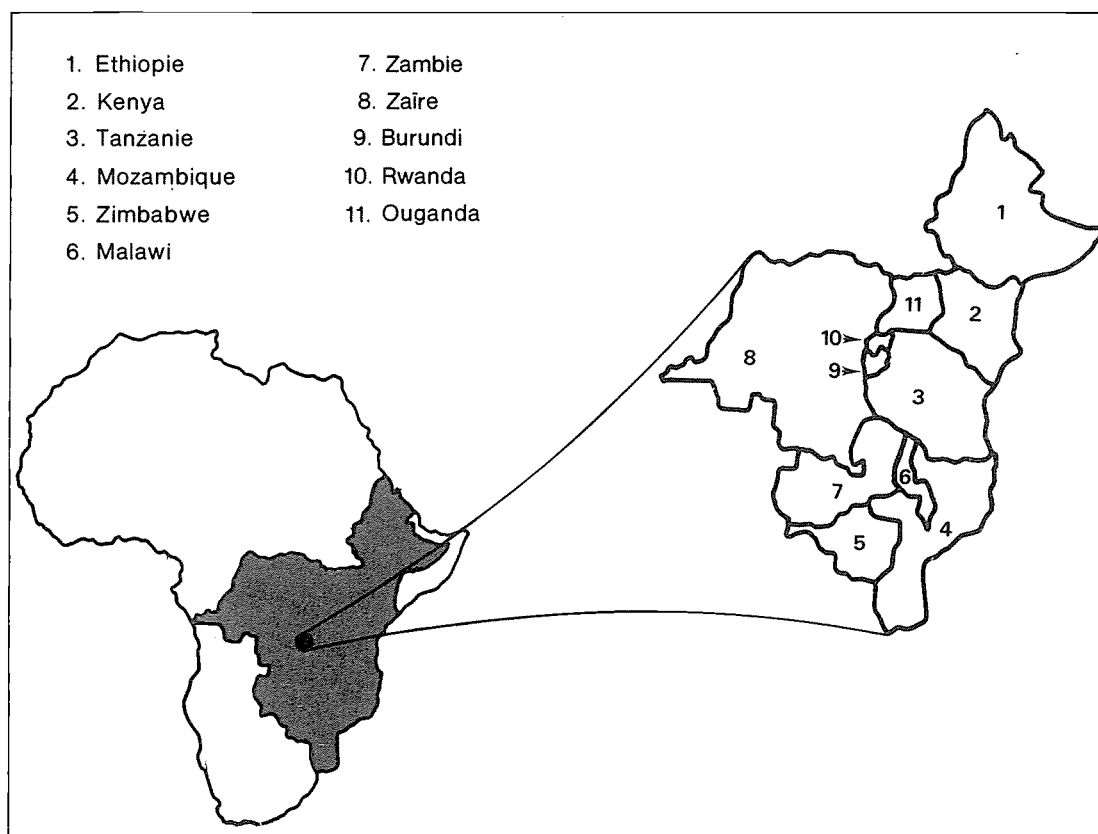 1. Ethiopie
2. Kenya
3. Tanzanie
4. Mozambique
5. Zimbabwe
6. Malawi
7. Zambie
8. Zaïre
9. Burundi
10. Rwanda
11. Ouganda
1
11
2
10
8
9
3
6
7
4
5